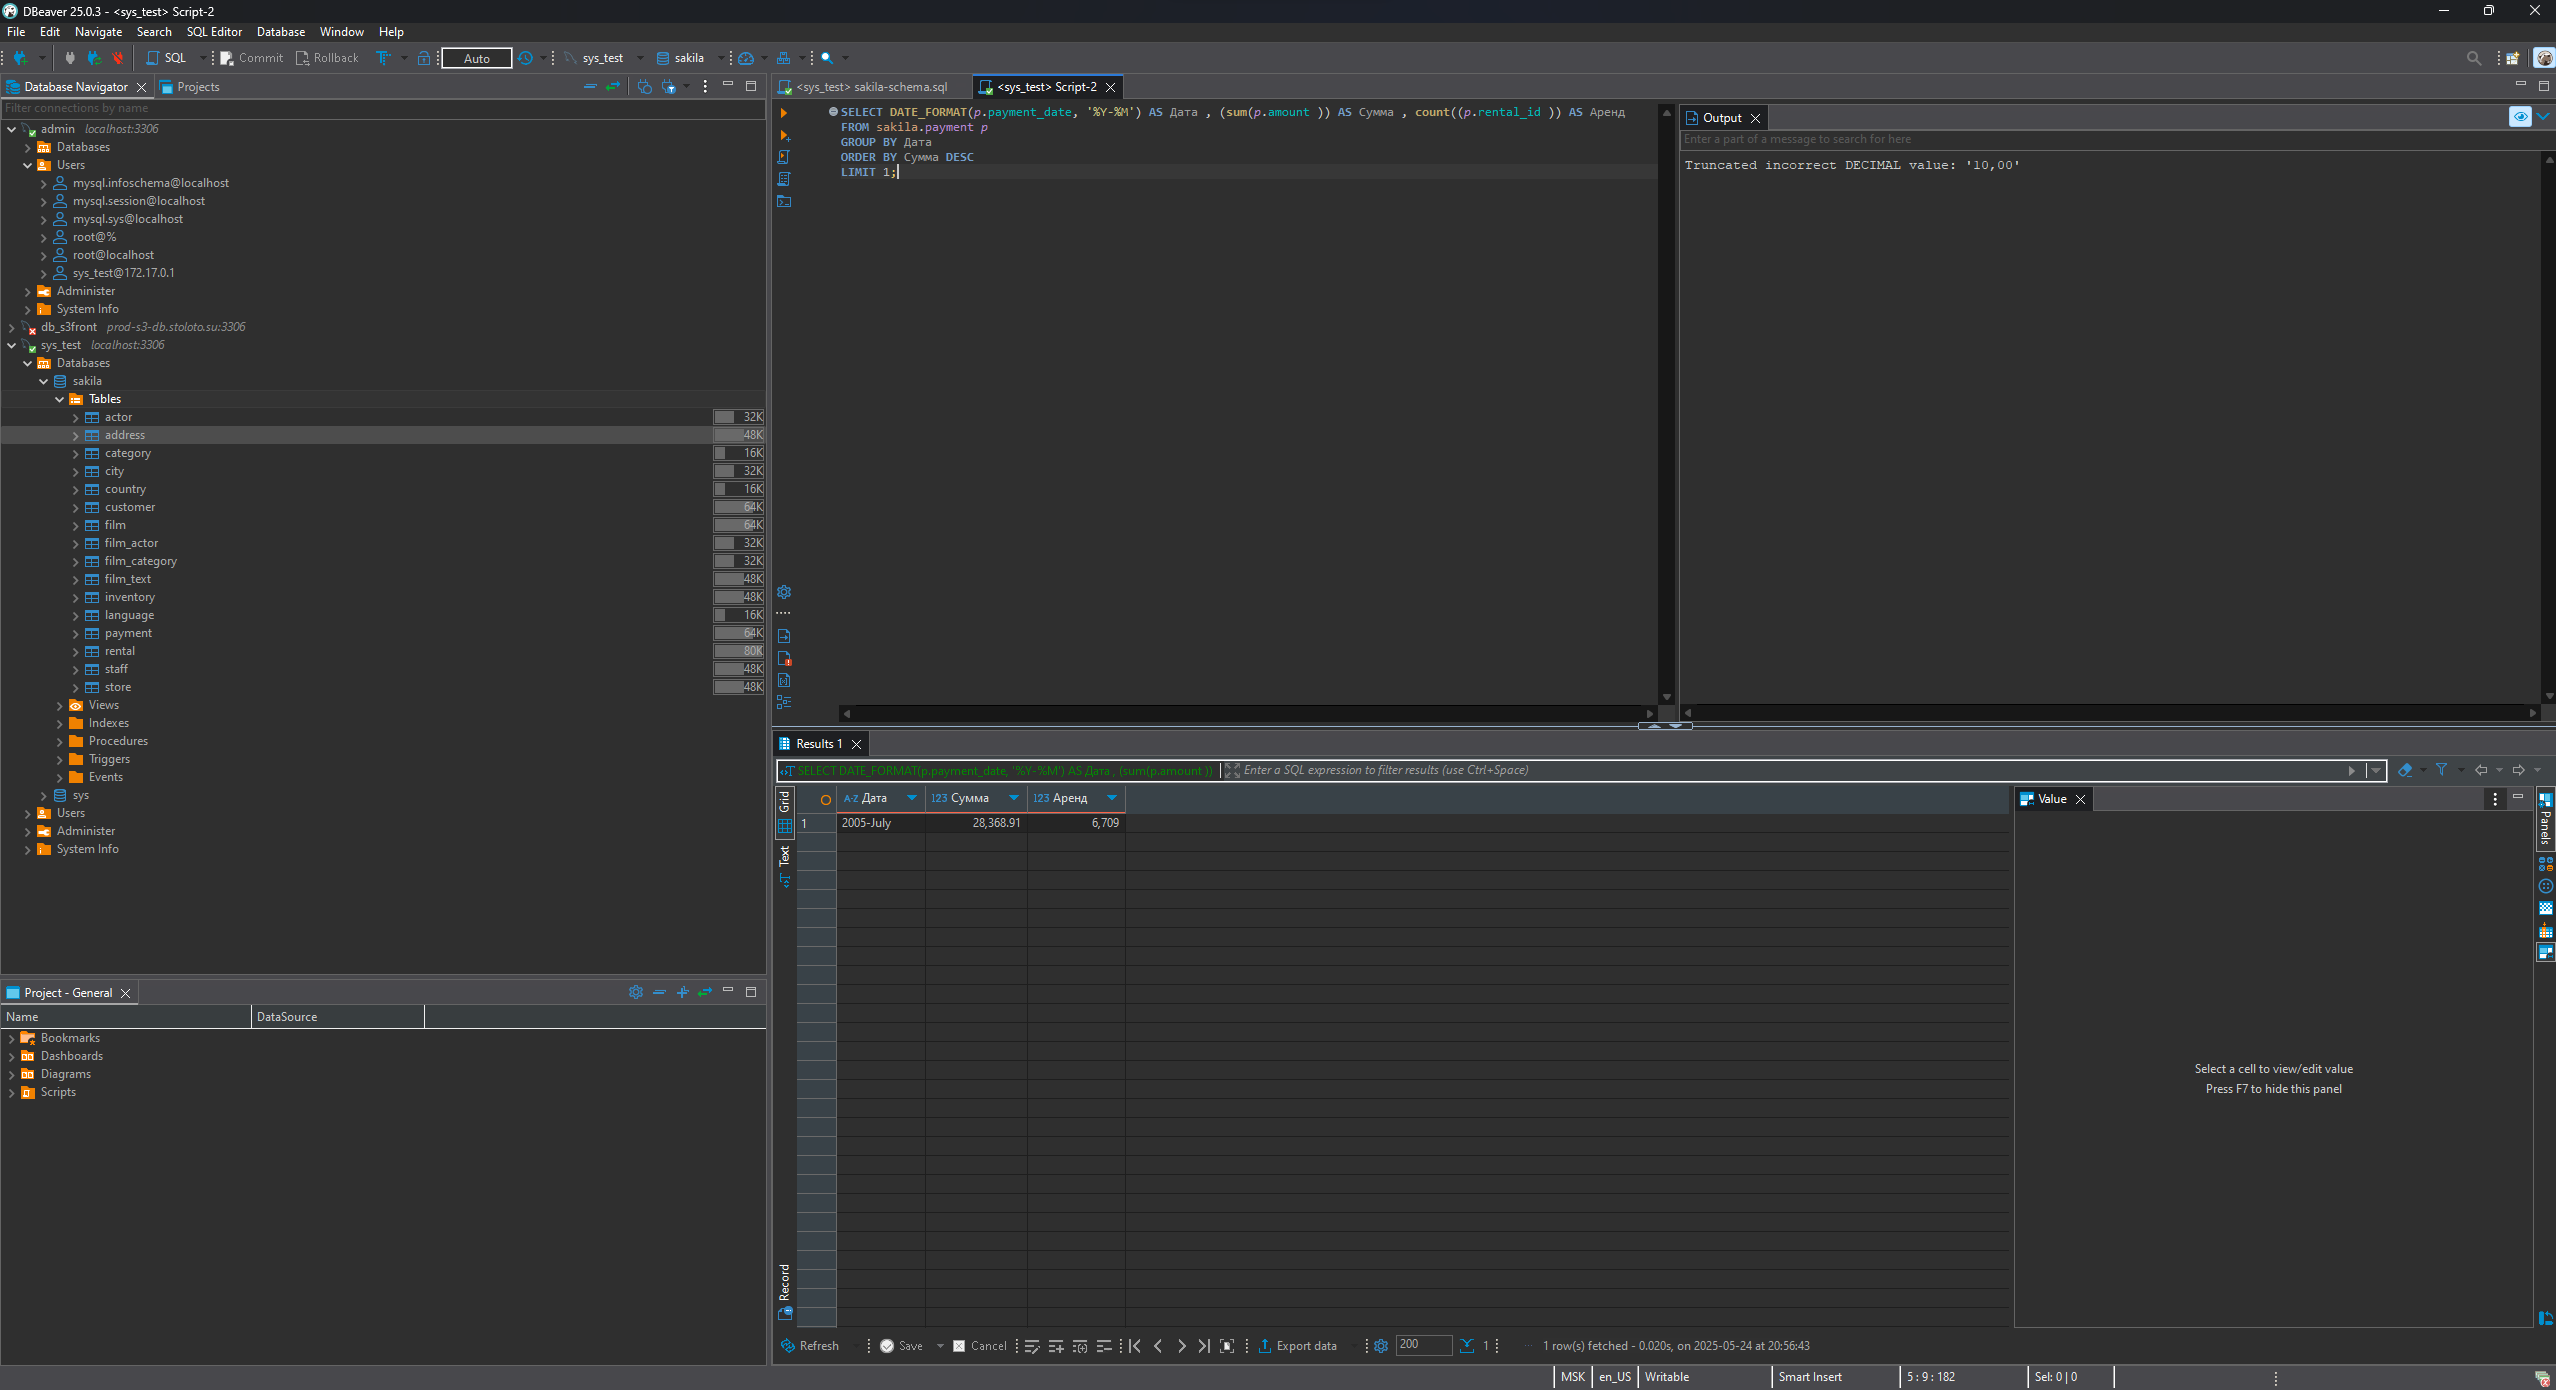 DBeaver 25.0.3 - <sys_test> Script-2
File Edit Navigate Search SQL Editor Database Window Help
SQL Commit Rollback Auto sys_test sakila
Database Navigator Projects
Filter connections by name
admin localhost:3306
Databases
Users
mysql.infoschema@localhost
mysql.session@localhost
mysql.sys@localhost
root@%
root@localhost
sys_test@172.17.0.1
Administer
System Info
db_s3front prod-s3-db.stoloto.su:3306
sys_test localhost:3306
Databases
sakila
Tables
actor 32K
address 48K
category 16K
city 32K
country 16K
customer 64K
film 64K
film_actor 32K
film_category 32K
film_text 48K
inventory 48K
language 16K
payment 64K
rental 80K
staff 48K
store 48K
Views
Indexes
Procedures
Triggers
Events
sys
Users
Administer
System Info
Project - General
Name DataSource
Bookmarks
Dashboards
Diagrams
Scripts
<sys_test> sakila-schema.sql <sys_test> Script-2
SELECT DATE_FORMAT(p.payment_date, '%Y-%M') AS Дата , (sum(p.amount )) AS Сумма , count((p.rental_id )) AS Аренд
FROM sakila.payment p
GROUP BY Дата
ORDER BY Сумма DESC
LIMIT 1;
Output
Enter a part of a message to search for here
Truncated incorrect DECIMAL value: '10,00'
Results 1
SELECT DATE_FORMAT(p.payment_date, '%Y-%M') AS Дата , (sum(p.amount )) Enter a SQL expression to filter results (use Ctrl+Space)
Grid
Text
Record
A-Z Дата 123 Сумма 123 Аренд
1 2005-July 28,368.91 6,709
Value
Panels
Select a cell to view/edit value
Press F7 to hide this panel
Refresh Save Cancel Export data 200 1 1 row(s) fetched - 0.020s, on 2025-05-24 at 20:56:43
MSK en_US Writable Smart Insert 5 : 9 : 182 Sel: 0 | 0